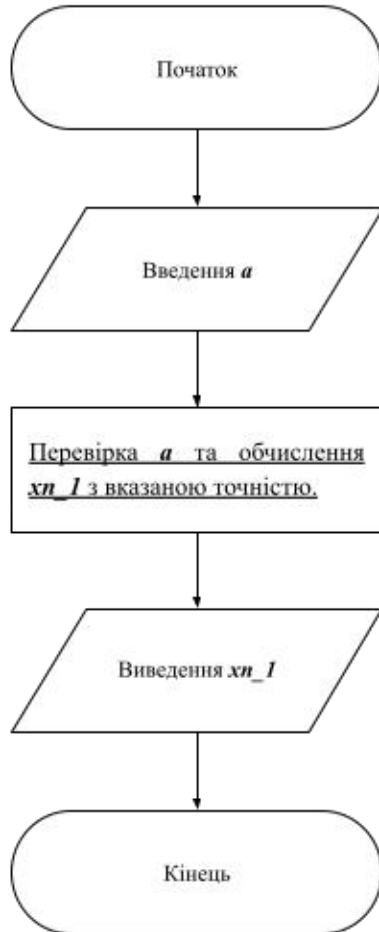 Початок
Введення a
Перевірка a та обчислення
xn_1 з вказаною точністю.
Виведення xn_1
Кінець